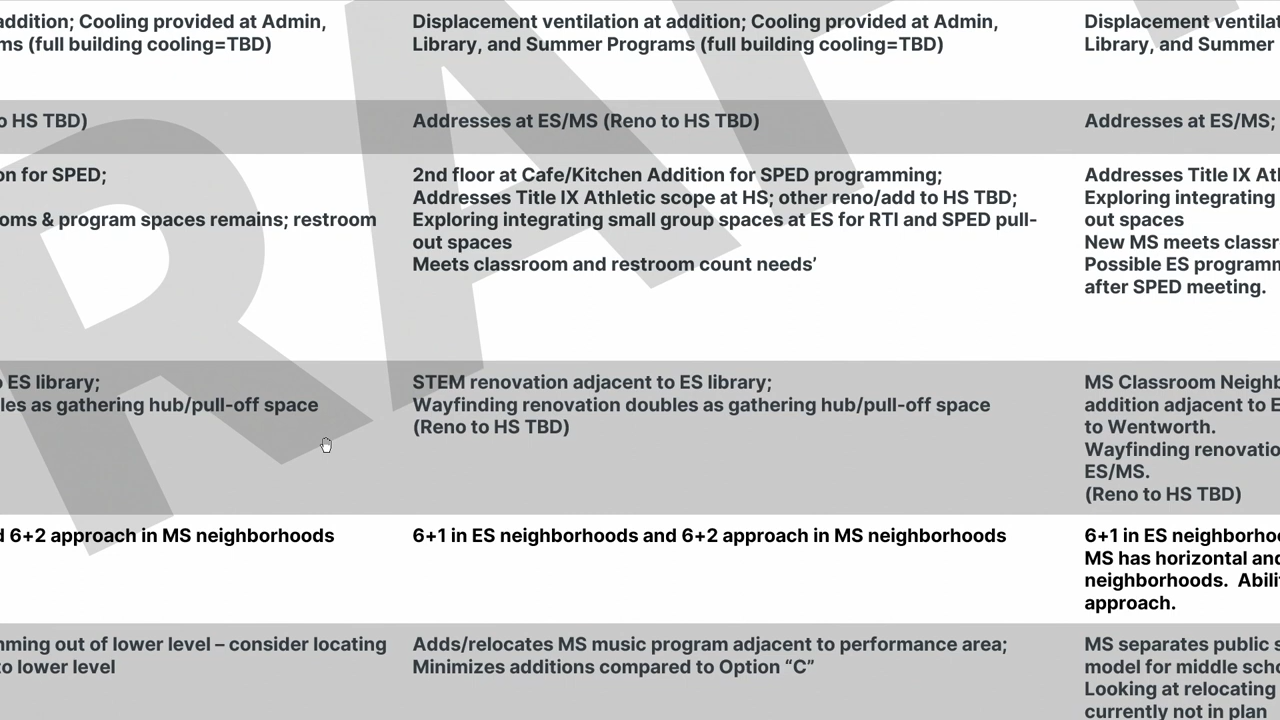 addition; Cooling provided at Admin,
ms (full building cooling=TBD)
o HS TBD)
on for SPED;
ooms & program spaces remains; restroom
o ES library;
les as gathering hub/pull-off space
d 6+2 approach in MS neighborhoods
mming out of lower level – consider locating
to lower level
Displacement ventilation at addition; Cooling provided at Admin,
Library, and Summer Programs (full building cooling=TBD)
Addresses at ES/MS (Reno to HS TBD)
2nd floor at Cafe/Kitchen Addition for SPED programming;
Addresses Title IX Athletic scope at HS; other reno/add to HS TBD;
Exploring integrating small group spaces at ES for RTI and SPED pull-
out spaces
Meets classroom and restroom count needs’
STEM renovation adjacent to ES library;
Wayfinding renovation doubles as gathering hub/pull-off space
(Reno to HS TBD)
6+1 in ES neighborhoods and 6+2 approach in MS neighborhoods
Adds/relocates MS music program adjacent to performance area;
Minimizes additions compared to Option “C”
Displacement ventilat
Library, and Summer
Addresses at ES/MS;
Addresses Title IX Ath
Exploring integrating
out spaces
New MS meets classr
Possible ES programm
after SPED meeting.
MS Classroom Neighb
addition adjacent to E
to Wentworth.
Wayfinding renovatio
ES/MS.
(Reno to HS TBD)
6+1 in ES neighborhoo
MS has horizontal and
neighborhoods. Abili
approach.
MS separates public s
model for middle scho
Looking at relocating
currently not in plan